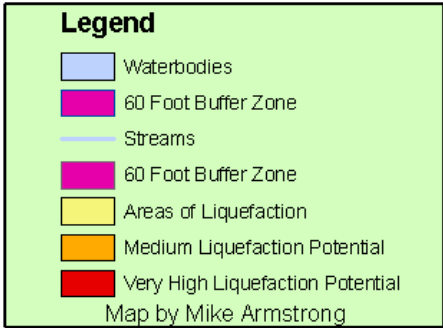 Legend
Waterbodies
60 Foot Buffer Zone
Streams
60 Foot Buffer Zone
Areas of Liquefaction
Medium Liquefaction Potential
Very High Liquefaction Potential
Map by Mike Armstrong